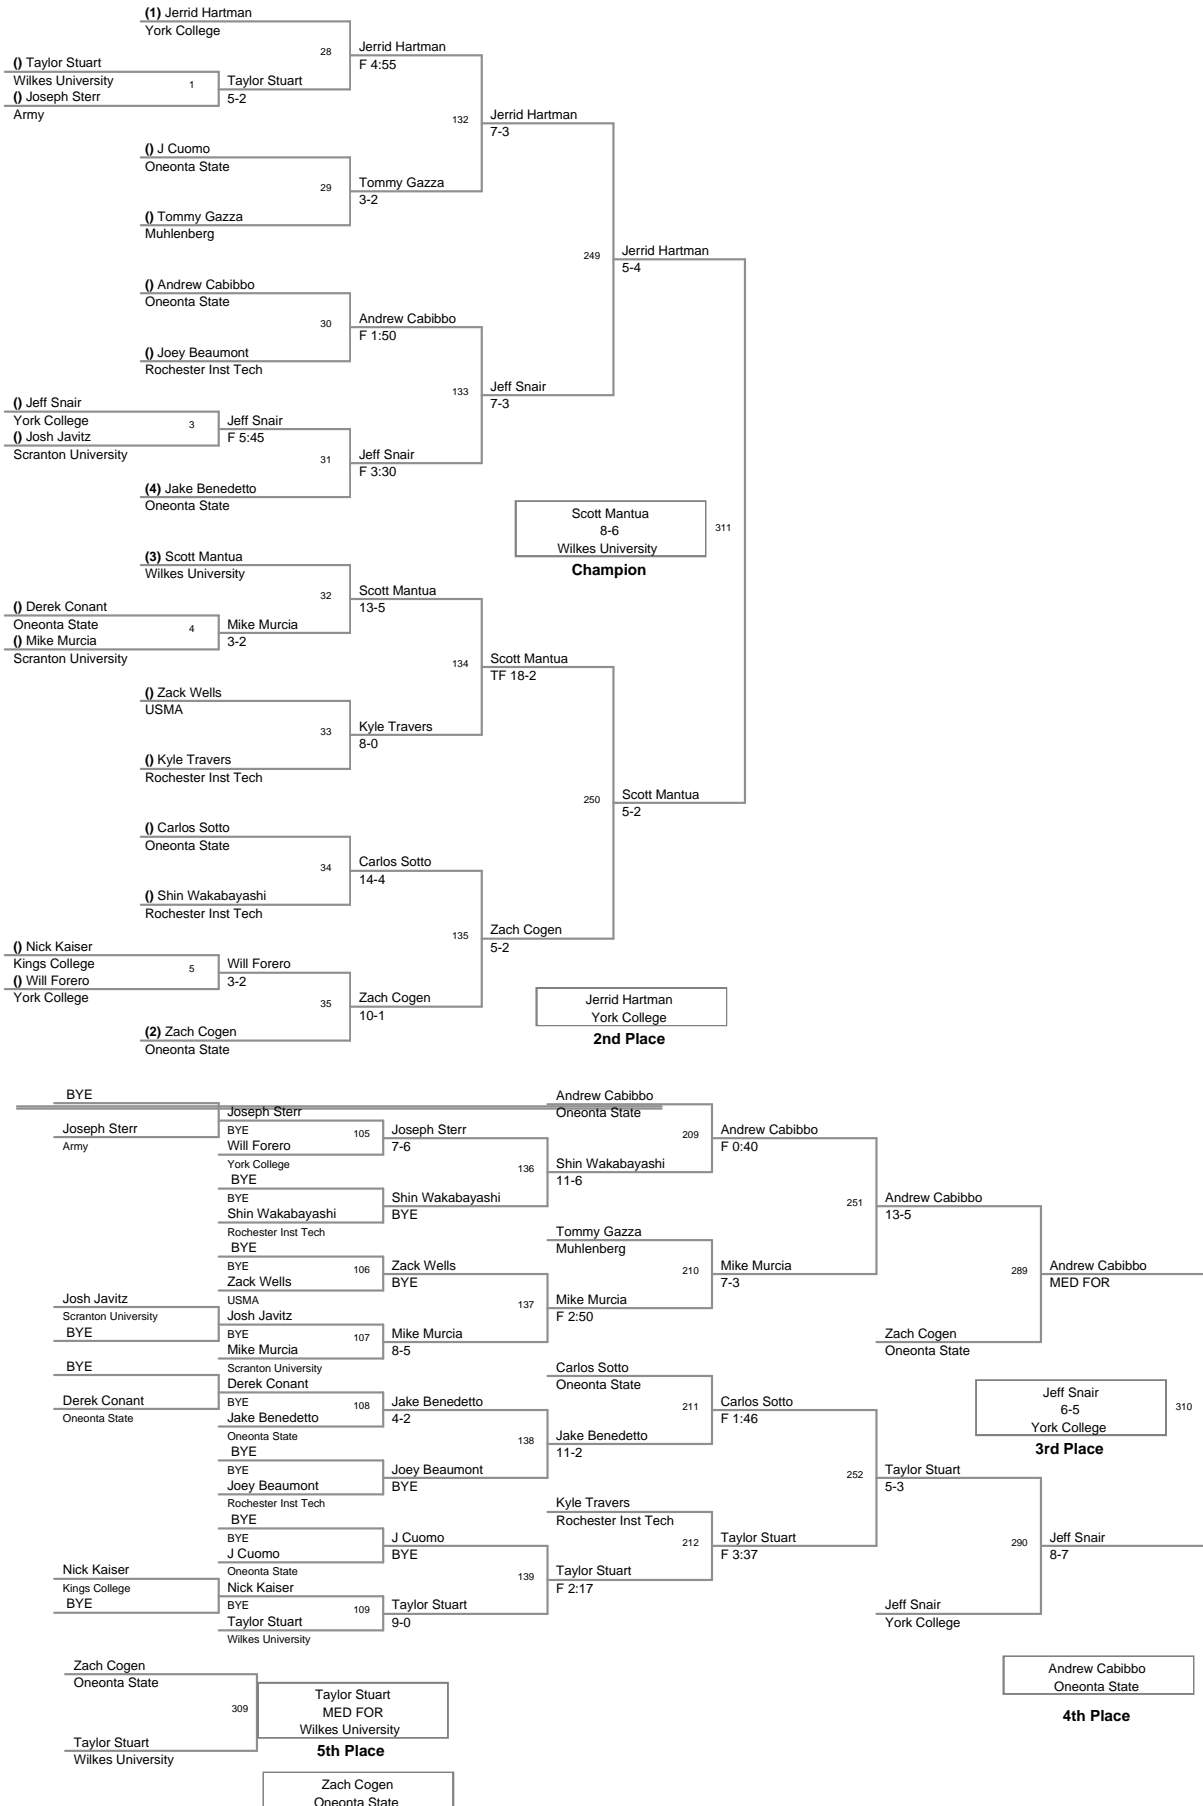 (1) Jerrid Hartman
York College
28
Jerrid Hartman
F 4:55
() Taylor Stuart
Wilkes University
1
Taylor Stuart
5-2
() Joseph Sterr
Army
132
Jerrid Hartman
7-3
() J Cuomo
Oneonta State
29
Tommy Gazza
3-2
() Tommy Gazza
Muhlenberg
249
Jerrid Hartman
5-4
() Andrew Cabibbo
Oneonta State
30
Andrew Cabibbo
F 1:50
() Joey Beaumont
Rochester Inst Tech
133
Jeff Snair
7-3
() Jeff Snair
York College
3
Jeff Snair
F 5:45
() Josh Javitz
Scranton University
31
Jeff Snair
F 3:30
(4) Jake Benedetto
Oneonta State
Scott Mantua
8-6
Wilkes University
311
Champion
(3) Scott Mantua
Wilkes University
32
Scott Mantua
13-5
() Derek Conant
Oneonta State
4
Mike Murcia
3-2
() Mike Murcia
Scranton University
134
Scott Mantua
TF 18-2
() Zack Wells
USMA
33
Kyle Travers
8-0
() Kyle Travers
Rochester Inst Tech
250
Scott Mantua
5-2
() Carlos Sotto
Oneonta State
34
Carlos Sotto
14-4
() Shin Wakabayashi
Rochester Inst Tech
135
Zach Cogen
5-2
() Nick Kaiser
Kings College
5
Will Forero
3-2
() Will Forero
York College
35
Zach Cogen
10-1
(2) Zach Cogen
Oneonta State
Jerrid Hartman
York College
2nd Place
BYE
Joseph Sterr
Army
Joseph Sterr
BYE
105
Will Forero
York College
Joseph Sterr
7-6
BYE
BYE
Shin Wakabayashi
Rochester Inst Tech
Shin Wakabayashi
BYE
136
Shin Wakabayashi
11-6
Andrew Cabibbo
Oneonta State
209
Andrew Cabibbo
F 0:40
BYE
BYE
106
Zack Wells
USMA
Zack Wells
BYE
Josh Javitz
Scranton University
BYE
Josh Javitz
BYE
107
Mike Murcia
Scranton University
Mike Murcia
8-5
137
Mike Murcia
F 2:50
Tommy Gazza
Muhlenberg
210
Mike Murcia
7-3
251
Andrew Cabibbo
13-5
289
Andrew Cabibbo
MED FOR
Zach Cogen
Oneonta State
BYE
Derek Conant
Oneonta State
Derek Conant
BYE
108
Jake Benedetto
Oneonta State
Jake Benedetto
4-2
BYE
BYE
Joey Beaumont
Rochester Inst Tech
Joey Beaumont
BYE
138
Jake Benedetto
11-2
Carlos Sotto
Oneonta State
211
Carlos Sotto
F 1:46
Jeff Snair
6-5
York College
310
3rd Place
BYE
BYE
J Cuomo
Oneonta State
J Cuomo
BYE
Nick Kaiser
Kings College
BYE
Nick Kaiser
BYE
109
Taylor Stuart
Wilkes University
Taylor Stuart
9-0
139
Taylor Stuart
F 2:17
Kyle Travers
Rochester Inst Tech
212
Taylor Stuart
F 3:37
252
Taylor Stuart
5-3
290
Jeff Snair
8-7
Jeff Snair
York College
Andrew Cabibbo
Oneonta State
4th Place
Zach Cogen
Oneonta State
309
Taylor Stuart
Wilkes University
Taylor Stuart
MED FOR
Wilkes University
5th Place
Zach Cogen
Oneonta State